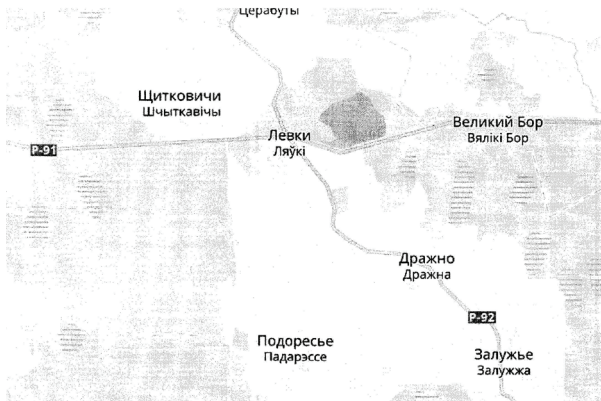 Церабуты
Щитковичи
Шчыткавічы
Великий Бор
Вялікі Бор
Левки
Ляўкі
Р-91
Дражно
Дражна
Р-92
Подоресье
Падарэссе
Залужье
Залужжа